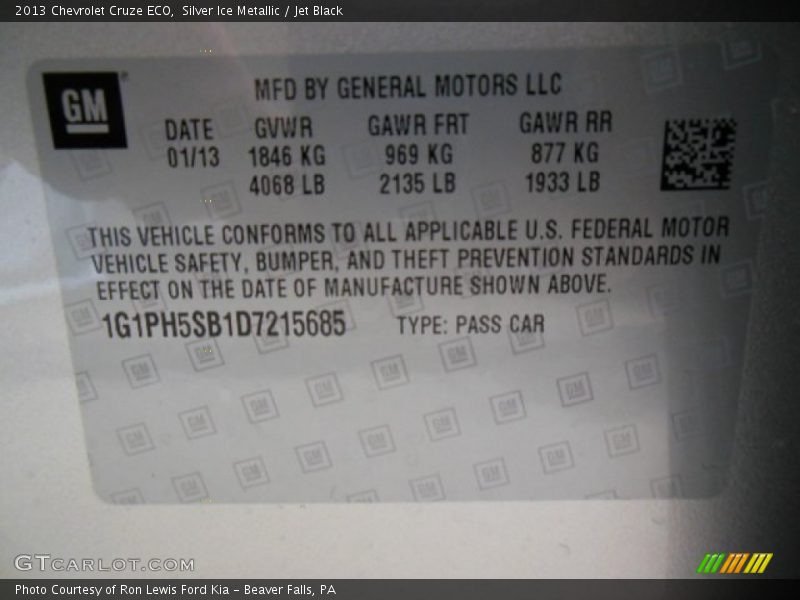 2013 Chevrolet Cruze ECO, Silver Ice Metallic / Jet Black
GM
MFD BY GENERAL MOTORS LLC
DATE GVWR GAWR FRT GAWR RR
01/13 1846 KG 969 KG 877 KG
4068 LB 2135 LB 1933 LB
THIS VEHICLE CONFORMS TO ALL APPLICABLE U.S. FEDERAL MOTOR
VEHICLE SAFETY, BUMPER, AND THEFT PREVENTION STANDARDS IN
EFFECT ON THE DATE OF MANUFACTURE SHOWN ABOVE.
1G1PH5SB1D7215685 TYPE: PASS CAR
GTCARLOT.COM
Photo Courtesy of Ron Lewis Ford Kia - Beaver Falls, PA